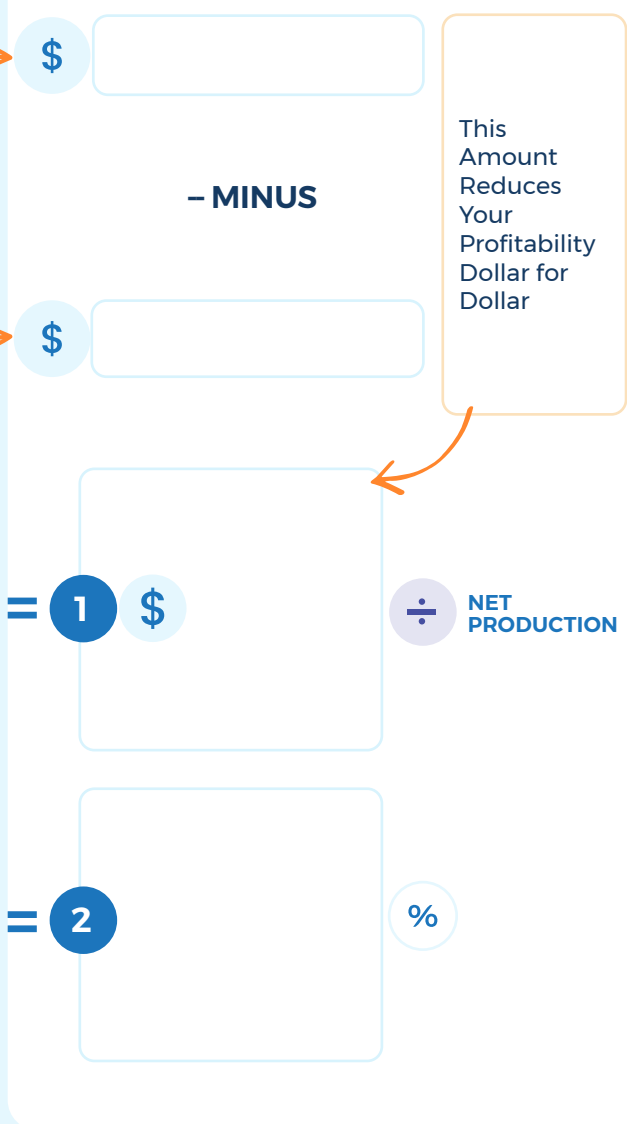 $
This
Amount
Reduces
Your
Profitability
Dollar for
Dollar
– MINUS
$
= 1 $
÷ NET
PRODUCTION
= 2
%